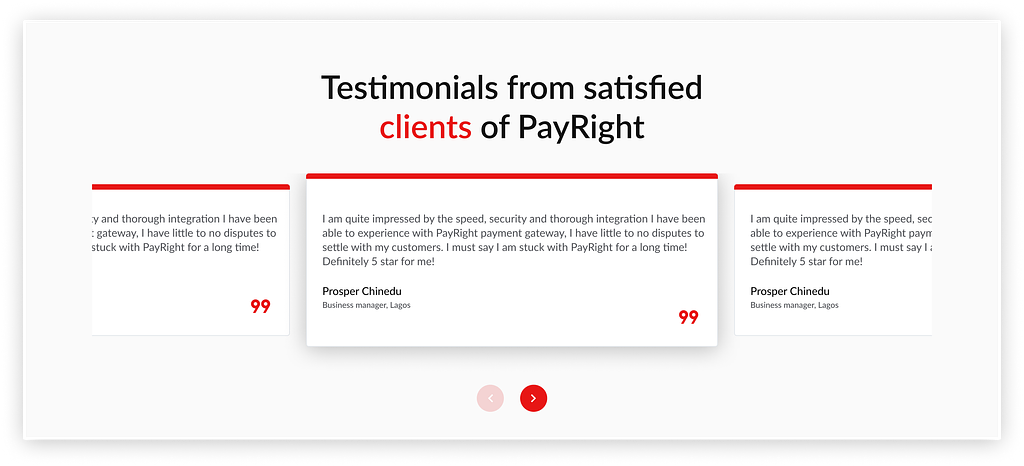 Testimonials from satisfied
clients of PayRight
and thorough integration I have been
gateway, I have little to no disputes to
stuck with PayRight for a long time!
99
I am quite impressed by the speed, security and thorough integration I have been
able to experience with PayRight payment gateway, I have little to no disputes to
settle with my customers. I must say I am stuck with PayRight for a long time!
Definitely 5 star for me!
Prosper Chinedu
Business manager, Lagos
99
I am quite impressed by the speed,
able to experience with PayRight
settle with my customers. I must say I
Definitely 5 star for me!
Prosper Chinedu
Business manager, Lagos